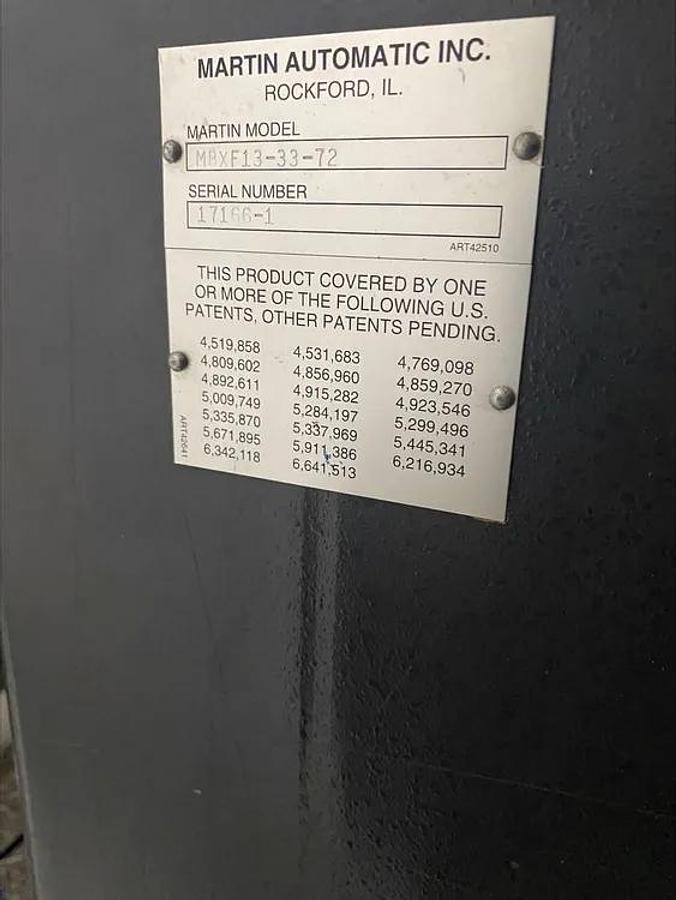 MARTIN AUTOMATIC INC.
ROCKFORD, IL.
MARTIN MODEL
MBXF13-33-72
SERIAL NUMBER
17166-1
ART42510
THIS PRODUCT COVERED BY ONE
OR MORE OF THE FOLLOWING U.S.
PATENTS, OTHER PATENTS PENDING.
4,519,858 4,531,683 4,769,098
4,809,602 4,856,960 4,859,270
4,892,611 4,915,282 4,923,546
5,009,749 5,284,197 5,299,496
5,335,870 5,337,969 5,445,341
5,671,895 5,911,386 6,216,934
6,342,118 6,641,513
ART42641